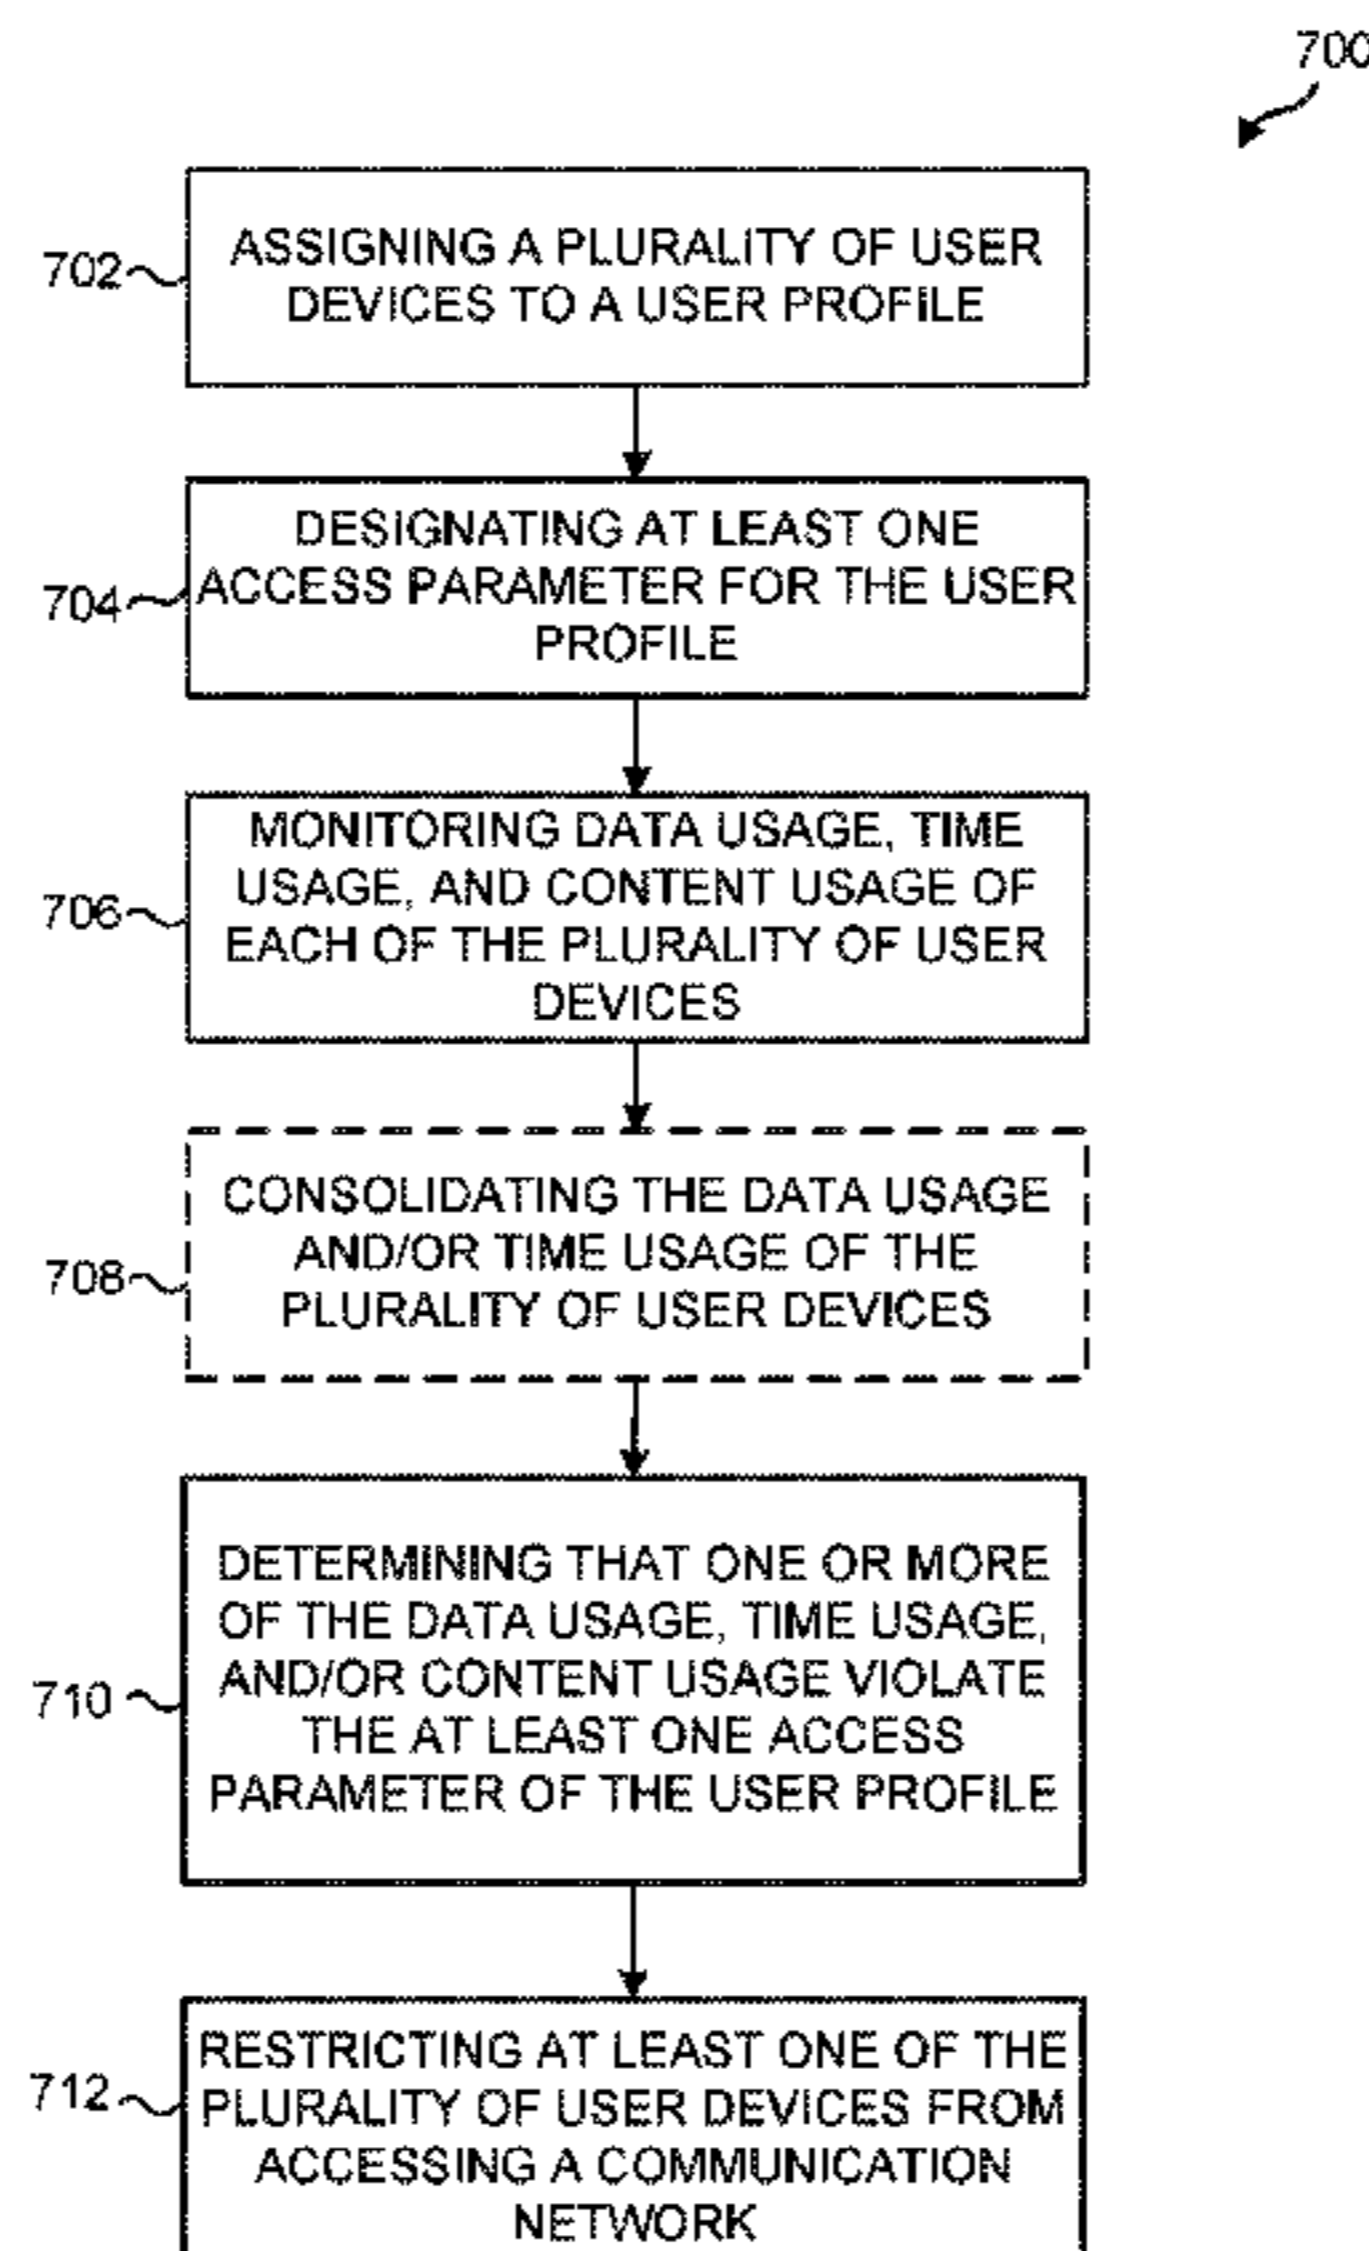 700
702
ASSIGNING A PLURALITY OF USER
DEVICES TO A USER PROFILE
704
DESIGNATING AT LEAST ONE
ACCESS PARAMETER FOR THE USER
PROFILE
706
MONITORING DATA USAGE, TIME
USAGE, AND CONTENT USAGE OF
EACH OF THE PLURALITY OF USER
DEVICES
708
CONSOLIDATING THE DATA USAGE
AND/OR TIME USAGE OF THE
PLURALITY OF USER DEVICES
710
DETERMINING THAT ONE OR MORE
OF THE DATA USAGE, TIME USAGE,
AND/OR CONTENT USAGE VIOLATE
THE AT LEAST ONE ACCESS
PARAMETER OF THE USER PROFILE
712
RESTRICTING AT LEAST ONE OF THE
PLURALITY OF USER DEVICES FROM
ACCESSING A COMMUNICATION
NETWORK